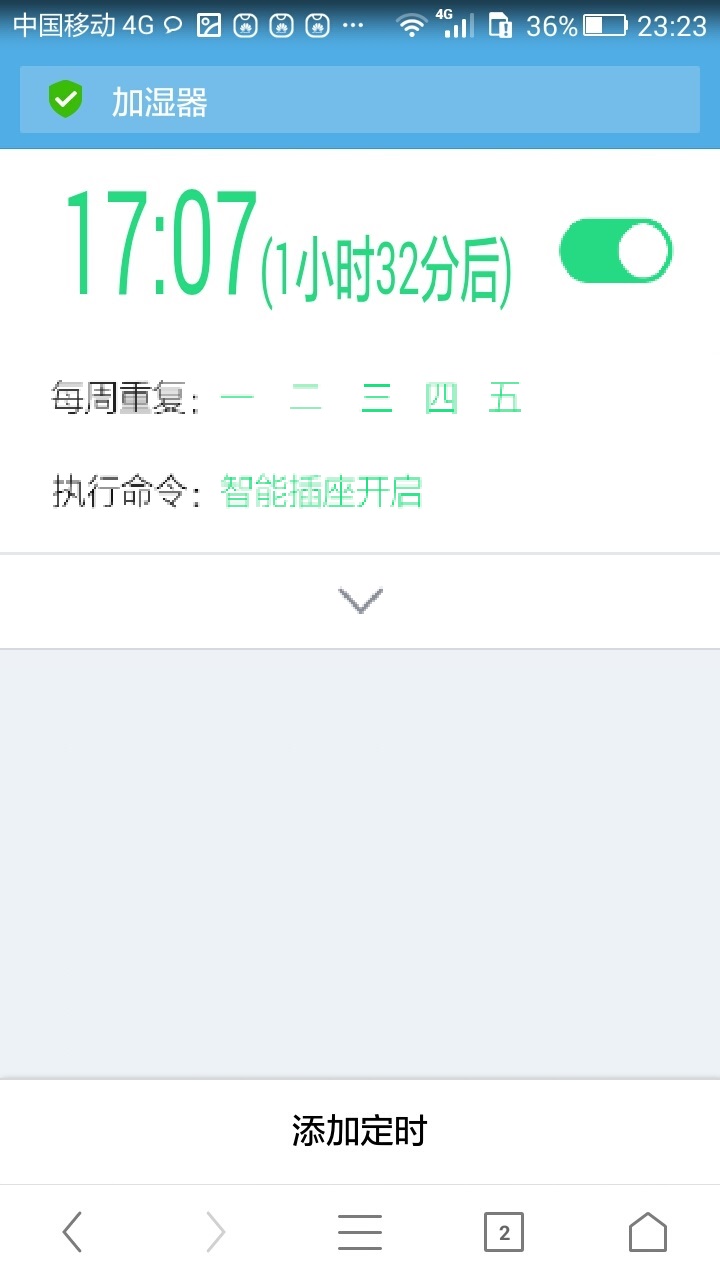 中国移动 4G 4G 36% 23:23
加湿器
17:07(1小时32分后)
每周重复: 一 二 三 四 五
执行命令: 智能插座开启
添加定时
2